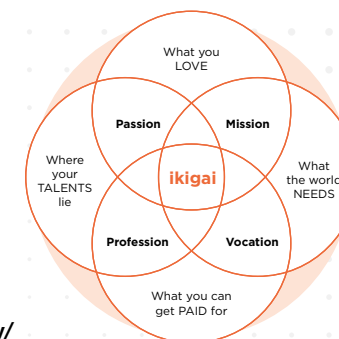 What you
LOVE
Passion
Mission
Where
your
TALENTS
lie
ikigai
What
the world
NEEDS
Profession
Vocation
What you can
get PAID for